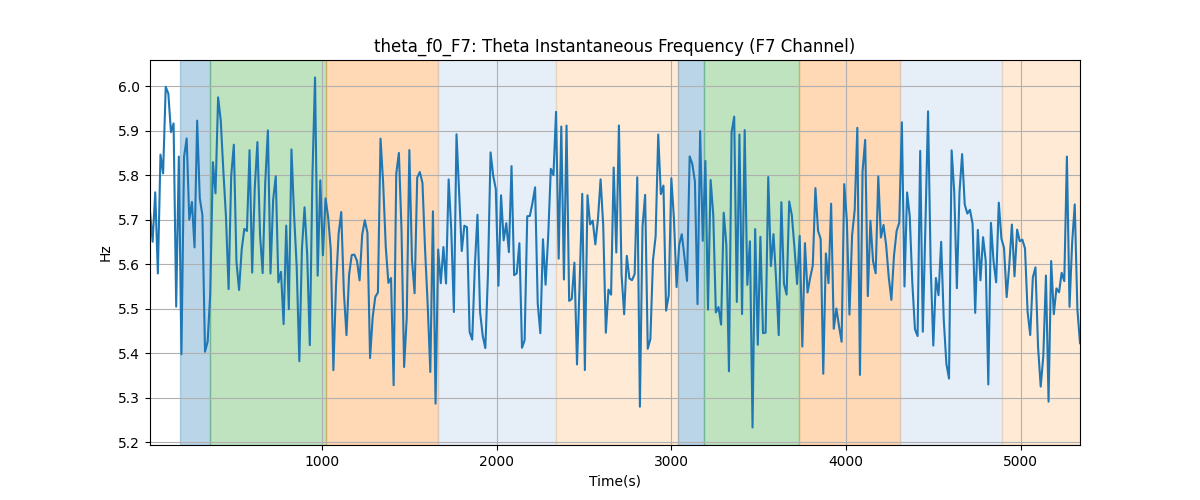 theta_f0_F7: Theta Instantaneous Frequency (F7 Channel)
6.0
5.9
5.8
5.7
5.6
5.5
5.4
5.3
5.2
Hz
1000 2000 3000 4000 5000
Time(s)